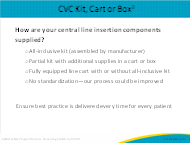 CVC Kit, Cart or Box²
How are your central line insertion components
supplied?
o All-inclusive kit (assembled by manufacturer)
o Partial kit with additional supplies in a cart or box
o Fully equipped line cart with or without all-inclusive kit
o No standardization—our process could be improved
Ensure best practice is delivered every time for every patient